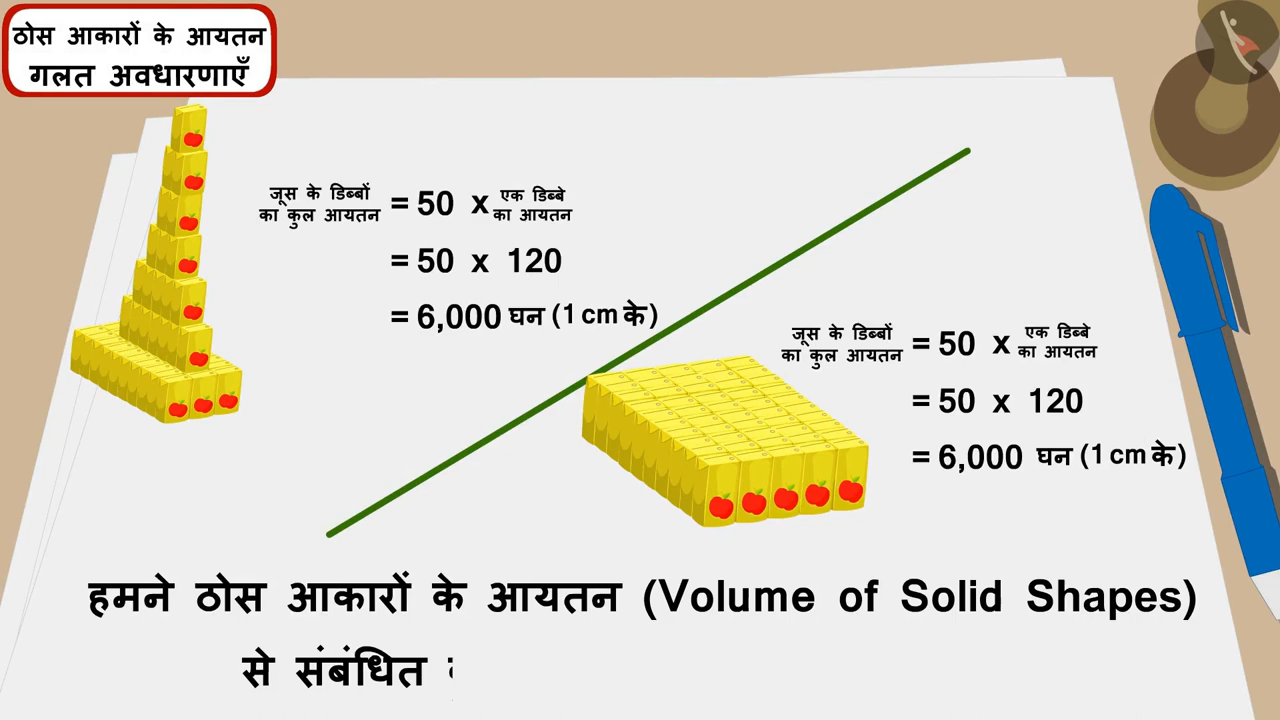 ठोस आकारों के आयतन
गलत अवधारणाएँ
जूस के डिब्बों का कुल आयतन = 50 x एक डिब्बे का आयतन
= 50 x 120
= 6,000 घन (1 cm के)
जूस के डिब्बों का कुल आयतन = 50 x एक डिब्बे का आयतन
= 50 x 120
= 6,000 घन (1 cm के)
हमने ठोस आकारों के आयतन (Volume of Solid Shapes)
से संबंधित